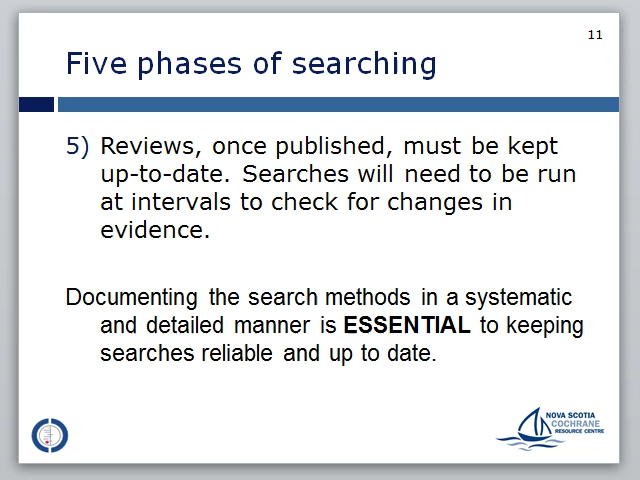 11
Five phases of searching
5) Reviews, once published, must be kept
up-to-date. Searches will need to be run
at intervals to check for changes in
evidence.
Documenting the search methods in a systematic
and detailed manner is ESSENTIAL to keeping
searches reliable and up to date.
NOVA SCOTIA
COCHRANE
RESOURCE CENTRE